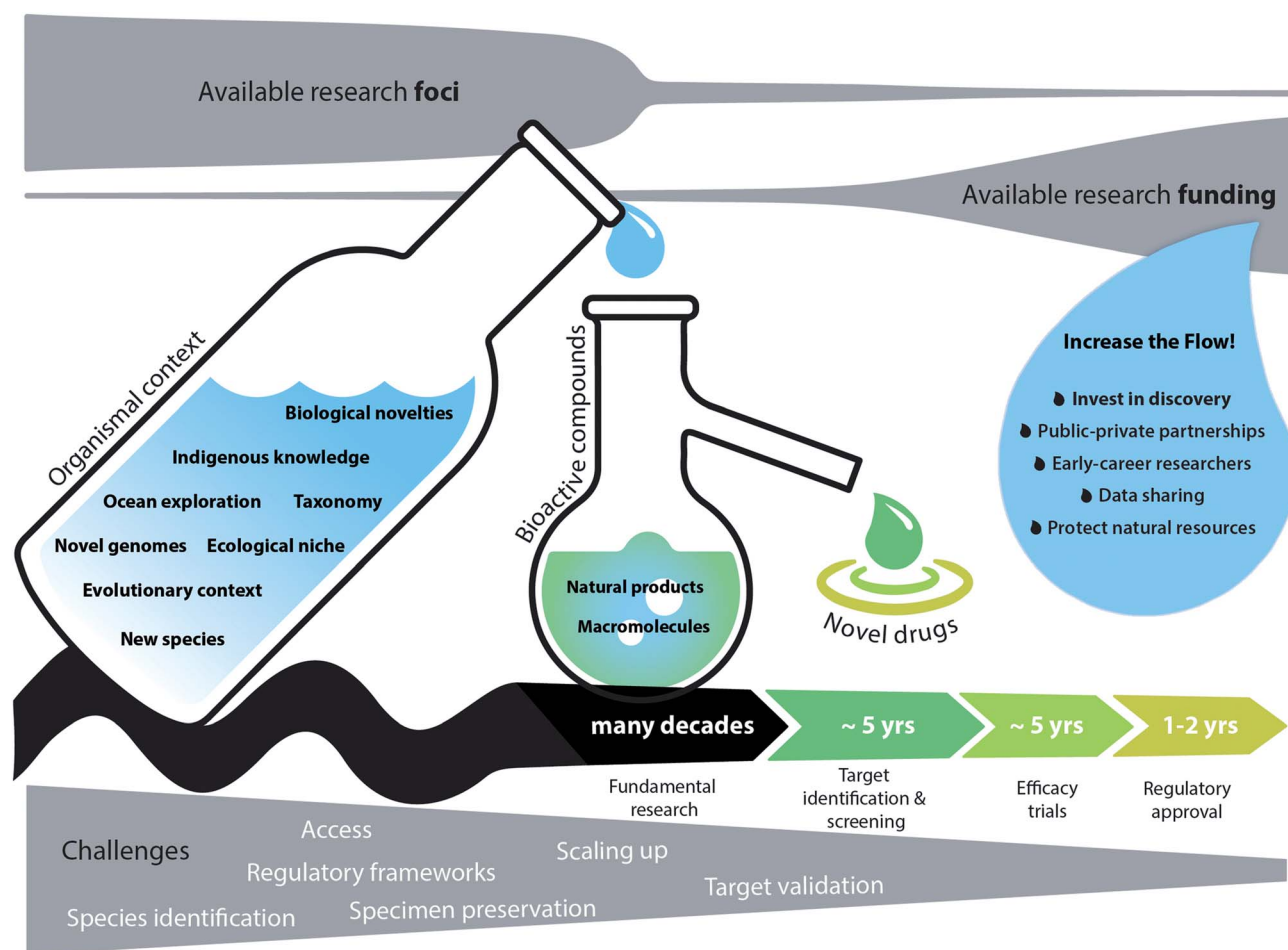 Available research foci
Available research funding
Organismal context
Biological novelties
Indigenous knowledge
Ocean exploration
Taxonomy
Novel genomes
Ecological niche
Evolutionary context
New species
Bioactive compounds
Natural products
Macromolecules
Novel drugs
Increase the Flow!
Invest in discovery
Public-private partnerships
Early-career researchers
Data sharing
Protect natural resources
many decades
~ 5 yrs
~ 5 yrs
1-2 yrs
Fundamental
research
Target
identification &
screening
Efficacy
trials
Regulatory
approval
Challenges
Access
Regulatory frameworks
Species identification
Specimen preservation
Scaling up
Target validation